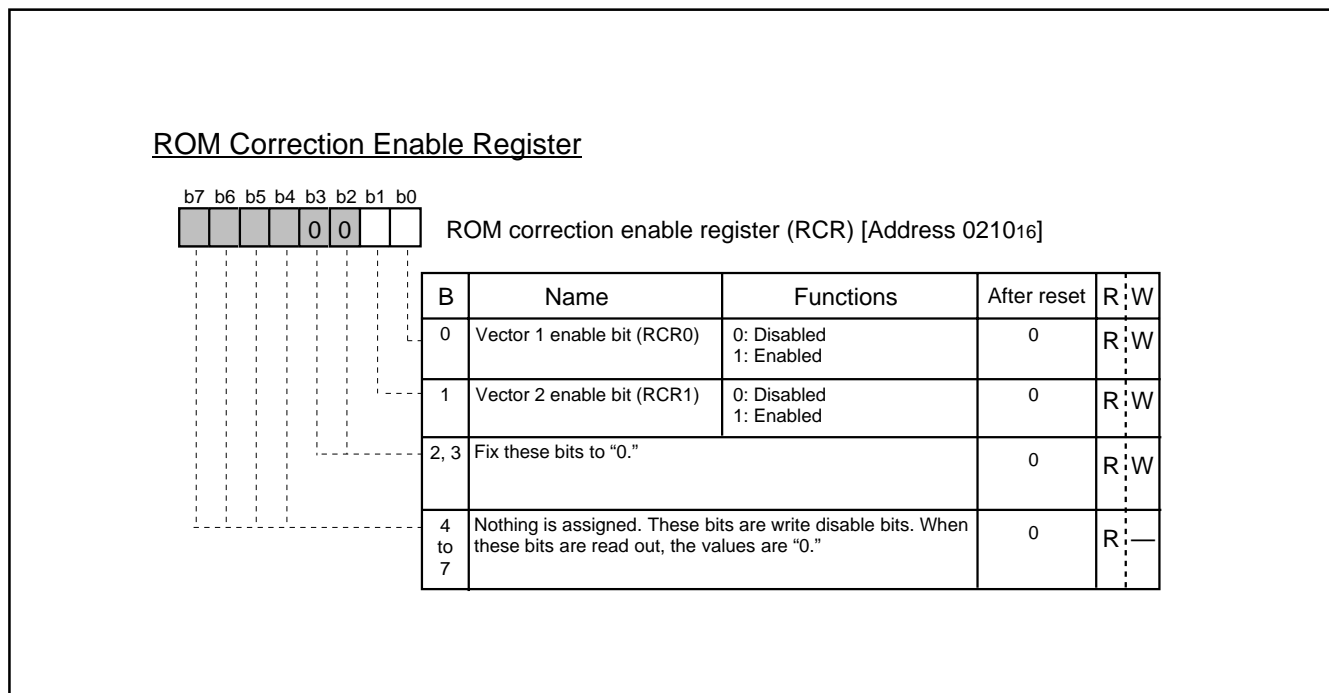 ROM Correction Enable Register
b7 b6 b5 b4 b3 b2 b1 b0
0 0
ROM correction enable register (RCR) [Address 021016]
B Name Functions After reset R W
0 Vector 1 enable bit (RCR0) 0: Disabled 0 R W
1: Enabled
1 Vector 2 enable bit (RCR1) 0: Disabled 0 R W
1: Enabled
2, 3 Fix these bits to “0.” 0 R W
4 Nothing is assigned. These bits are write disable bits. When 0 R —
to these bits are read out, the values are “0.”
7